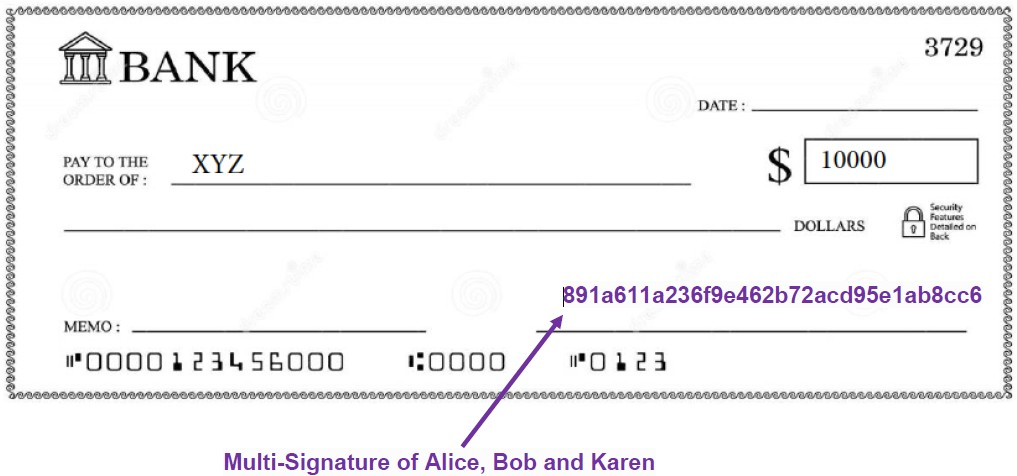 BANK
3729
DATE :
PAY TO THE
ORDER OF :
XYZ
$ 10000
DOLLARS
Security
Features
Detailed on
Back
891a611a236f9e462b72acd95e1ab8cc6
MEMO :
⑈0000123456000 ⑆0000 ⑈0123
Multi-Signature of Alice, Bob and Karen